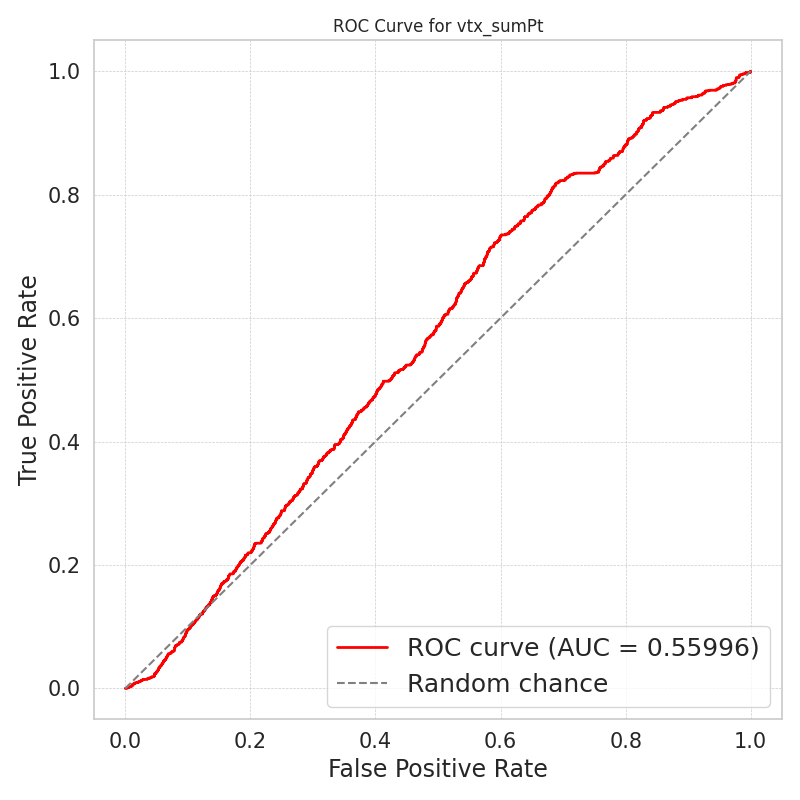 ROC Curve for vtx_sumPt
True Positive Rate
1.0
0.8
0.6
0.4
0.2
0.0
ROC curve (AUC = 0.55996)
Random chance
0.0 0.2 0.4 0.6 0.8 1.0
False Positive Rate